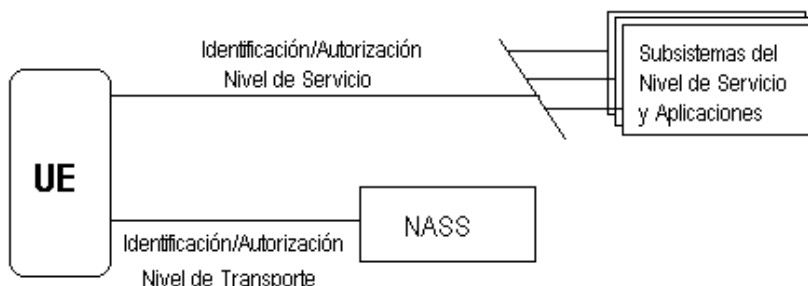 Identificación/Autorización
Nivel de Servicio
Subsistemas del
Nivel de Servicio
y Aplicaciones
UE
NASS
Identificación/Autorización
Nivel de Transporte